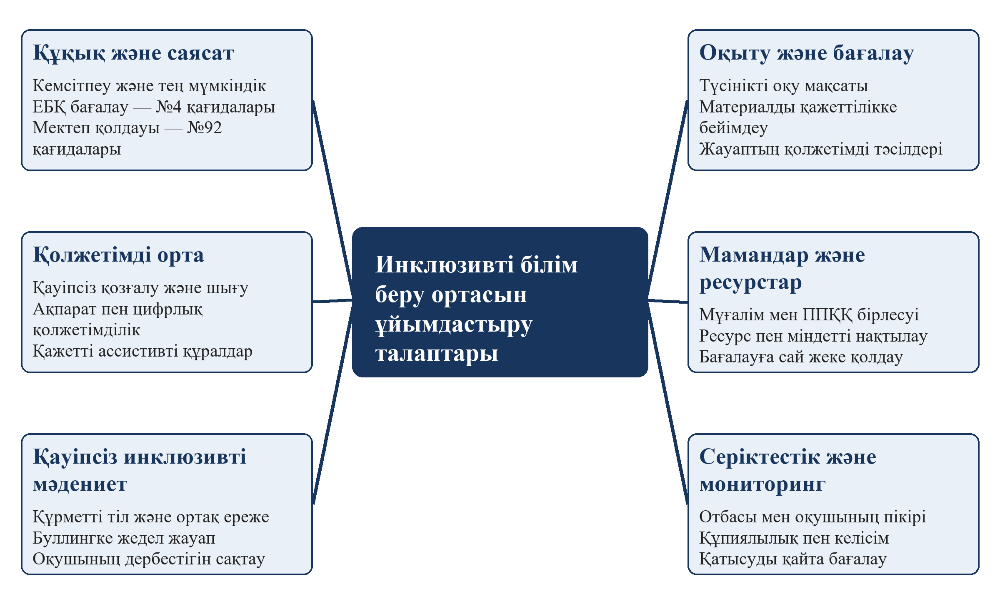 Құқық және саясат
Кемсітпеу және тең мүмкіндік
ЕБҚ бағалау — №4 қағидалары
Мектеп қолдауы — №92
қағидалары
Қолжетімді орта
Қауіпсіз қозғалу және шығу
Ақпарат пен цифрлық
қолжетімділік
Қажетті ассистивті құралдар
Қауіпсіз инклюзивті
мәдениет
Құрметті тіл және ортақ ереже
Буллингке жедел жауап
Оқушының дербестігін сақтау
Инклюзивті білім
беру ортасын
ұйымдастыру
талаптары
Оқыту және бағалау
Түсінікті оқу мақсаты
Материалды қажеттілікке
бейімдеу
Жауаптың қолжетімді тәсілдері
Мамандар және
ресурстар
Мұғалім мен ППҚҚ бірлесуі
Ресурс пен міндетті нақтылау
Бағалауға сай жеке қолдау
Серіктестік және
мониторинг
Отбасы мен оқушының пікірі
Құпиялылық пен келісім
Қатысуды қайта бағалау